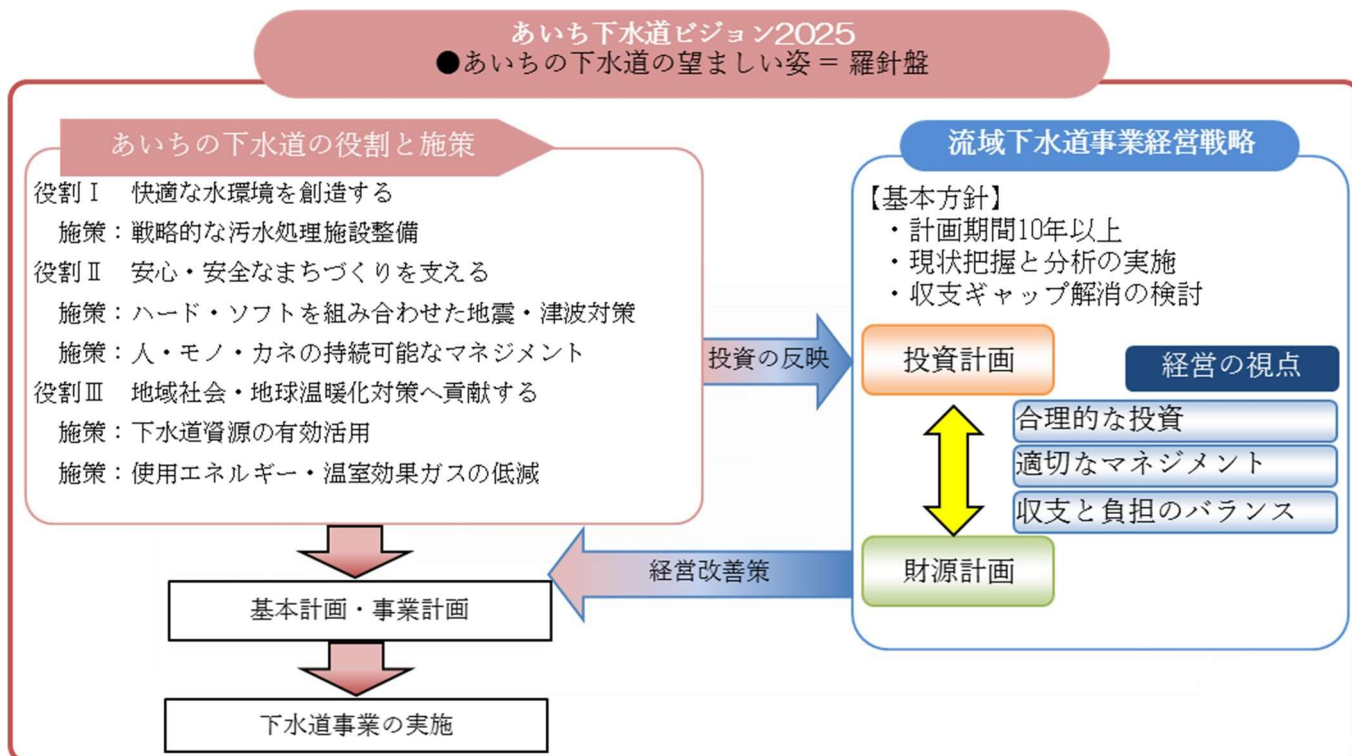 あいち下水道ビジョン2025
●あいちの下水道の望ましい姿 = 羅針盤
あいちの下水道の役割と施策
役割Ⅰ　快適な水環境を創造する
施策：戦略的な汚水処理施設整備
役割Ⅱ　安心・安全なまちづくりを支える
施策：ハード・ソフトを組み合わせた地震・津波対策
施策：人・モノ・カネの持続可能なマネジメント
役割Ⅲ　地域社会・地球温暖化対策へ貢献する
施策：下水道資源の有効活用
施策：使用エネルギー・温室効果ガスの低減
投資の反映
流域下水道事業経営戦略
【基本方針】
・計画期間10年以上
・現状把握と分析の実施
・収支ギャップ解消の検討
投資計画
経営の視点
合理的な投資
適切なマネジメント
収支と負担のバランス
財源計画
経営改善策
基本計画・事業計画
下水道事業の実施